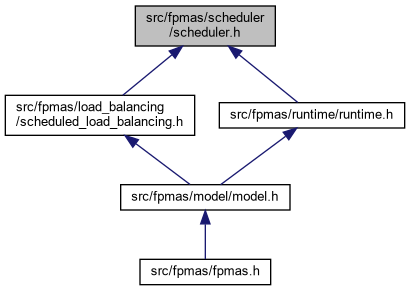 src/fpmas/scheduler
/scheduler.h
src/fpmas/load_balancing
/scheduled_load_balancing.h
src/fpmas/runtime/runtime.h
src/fpmas/model/model.h
src/fpmas/fpmas.h